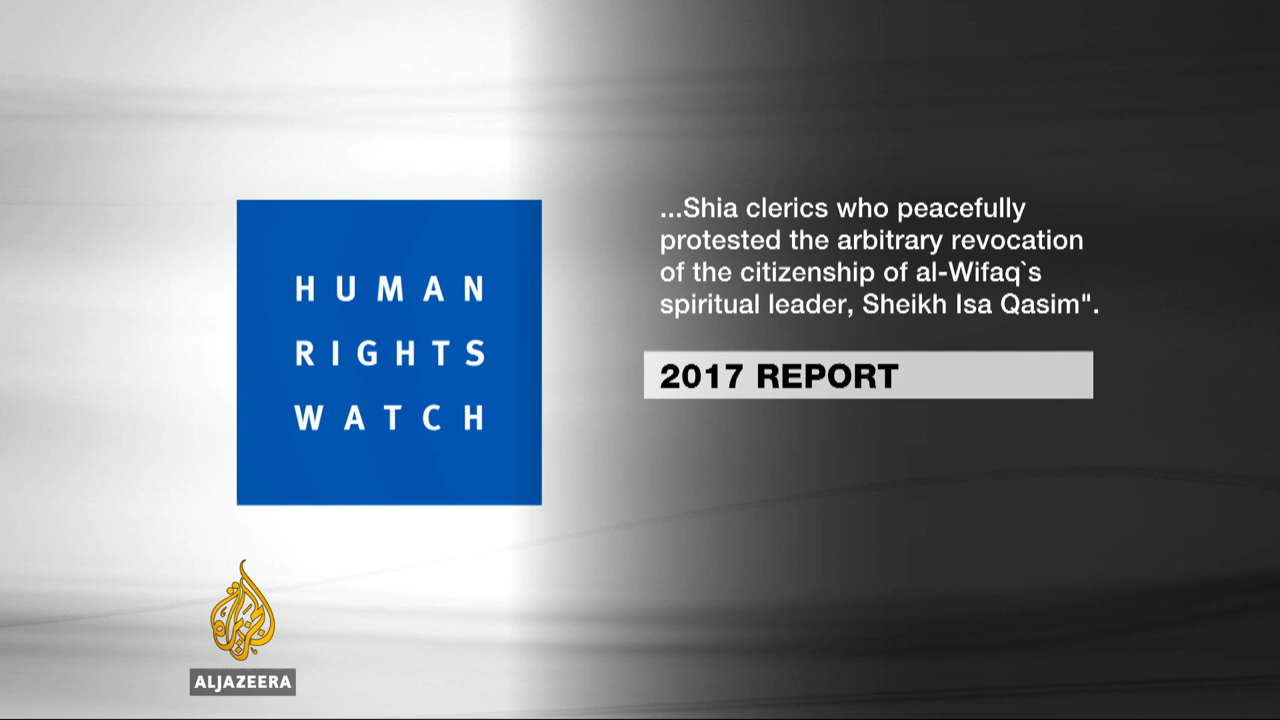 ...Shia clerics who peacefully
protested the arbitrary revocation
of the citizenship of al-Wifaq`s
spiritual leader, Sheikh Isa Qasim".
2017 REPORT
HUMAN
RIGHTS
WATCH
الجزيرة
ALJAZEERA